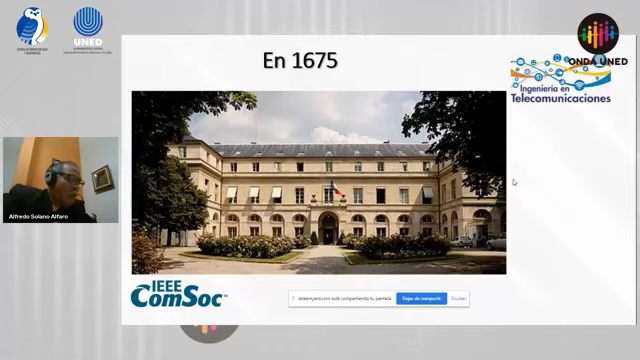 UNED
ONDA UNED
En 1675
Ingeniería en
Telecomunicaciones
Alfredo Solano Alfaro
IEEE
ComSoc
streamyard.com está compartiendo tu pantalla.
Dejar de compartir
Ocultar